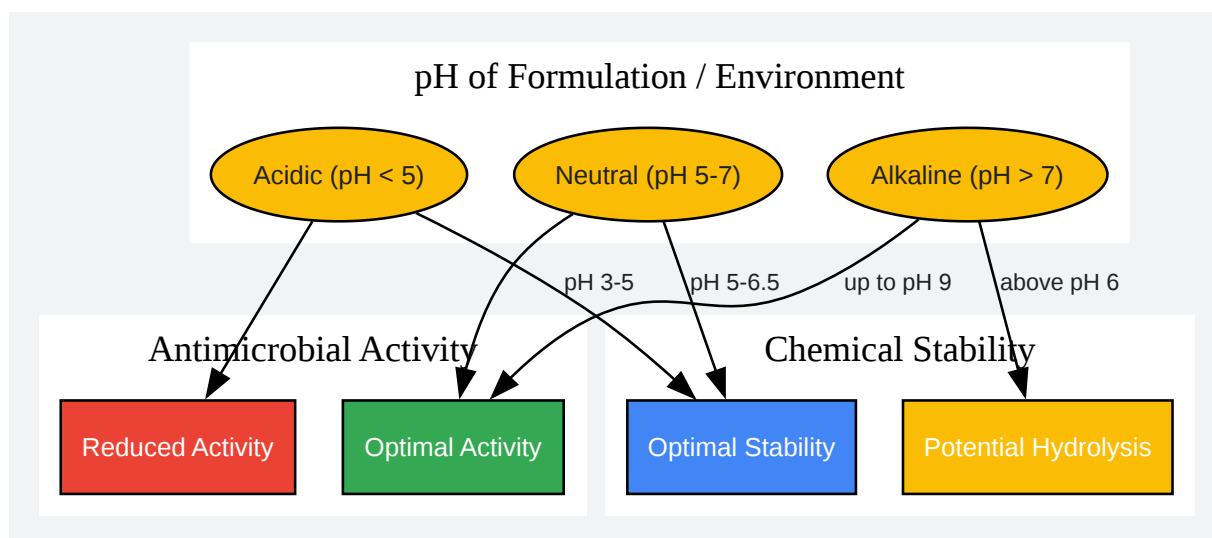 pH of Formulation / Environment
Acidic (pH < 5)
Neutral (pH 5-7)
Alkaline (pH > 7)
pH 3-5
pH 5-6.5
up to pH 9
above pH 6
Antimicrobial Activity
Chemical Stability
Reduced Activity
Optimal Activity
Optimal Stability
Potential Hydrolysis